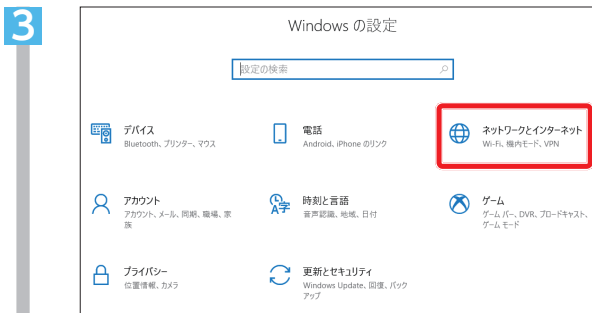 3
Windows の設定
設定の検索
デバイス
Bluetooth、プリンター、マウス
電話
Android、iPhone のリンク
ネットワークとインターネット
Wi-Fi、機内モード、VPN
アカウント
アカウント、メール、同期、職場、家
族
時刻と言語
音声認識、地域、日付
ゲーム
ゲーム バー、DVR、ブロードキャスト、
ゲーム モード
プライバシー
位置情報、カメラ
更新とセキュリティ
Windows Update、回復、バック
アップ